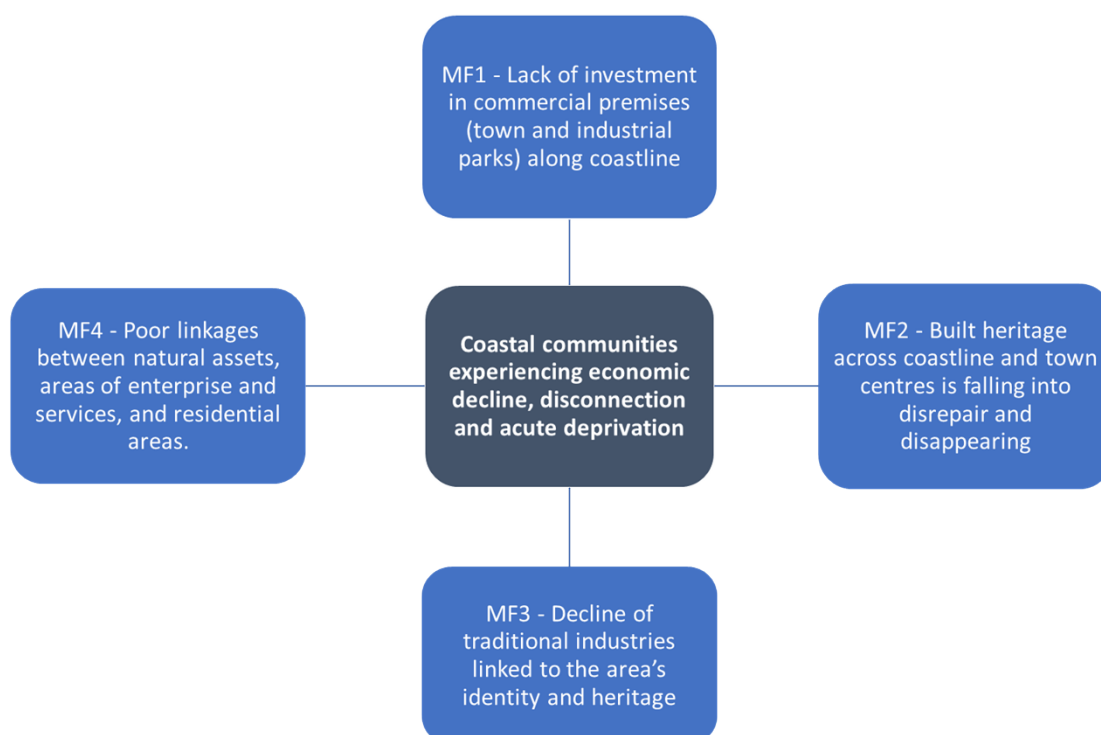 MF1 - Lack of investment
in commercial premises
(town and industrial
parks) along coastline
MF4 - Poor linkages
between natural assets,
areas of enterprise and
services, and residential
areas.
Coastal communities
experiencing economic
decline, disconnection
and acute deprivation
MF2 - Built heritage
across coastline and town
centres is falling into
disrepair and
disappearing
MF3 - Decline of
traditional industries
linked to the area's
identity and heritage